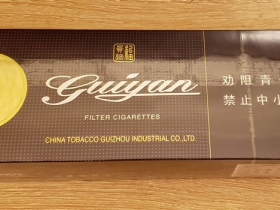 Guiyan
FILTER CIGARETTES
CHINA TOBACCO GUIZHOU INDUSTRIAL CO.,LTD.
劝阻青
禁止中小